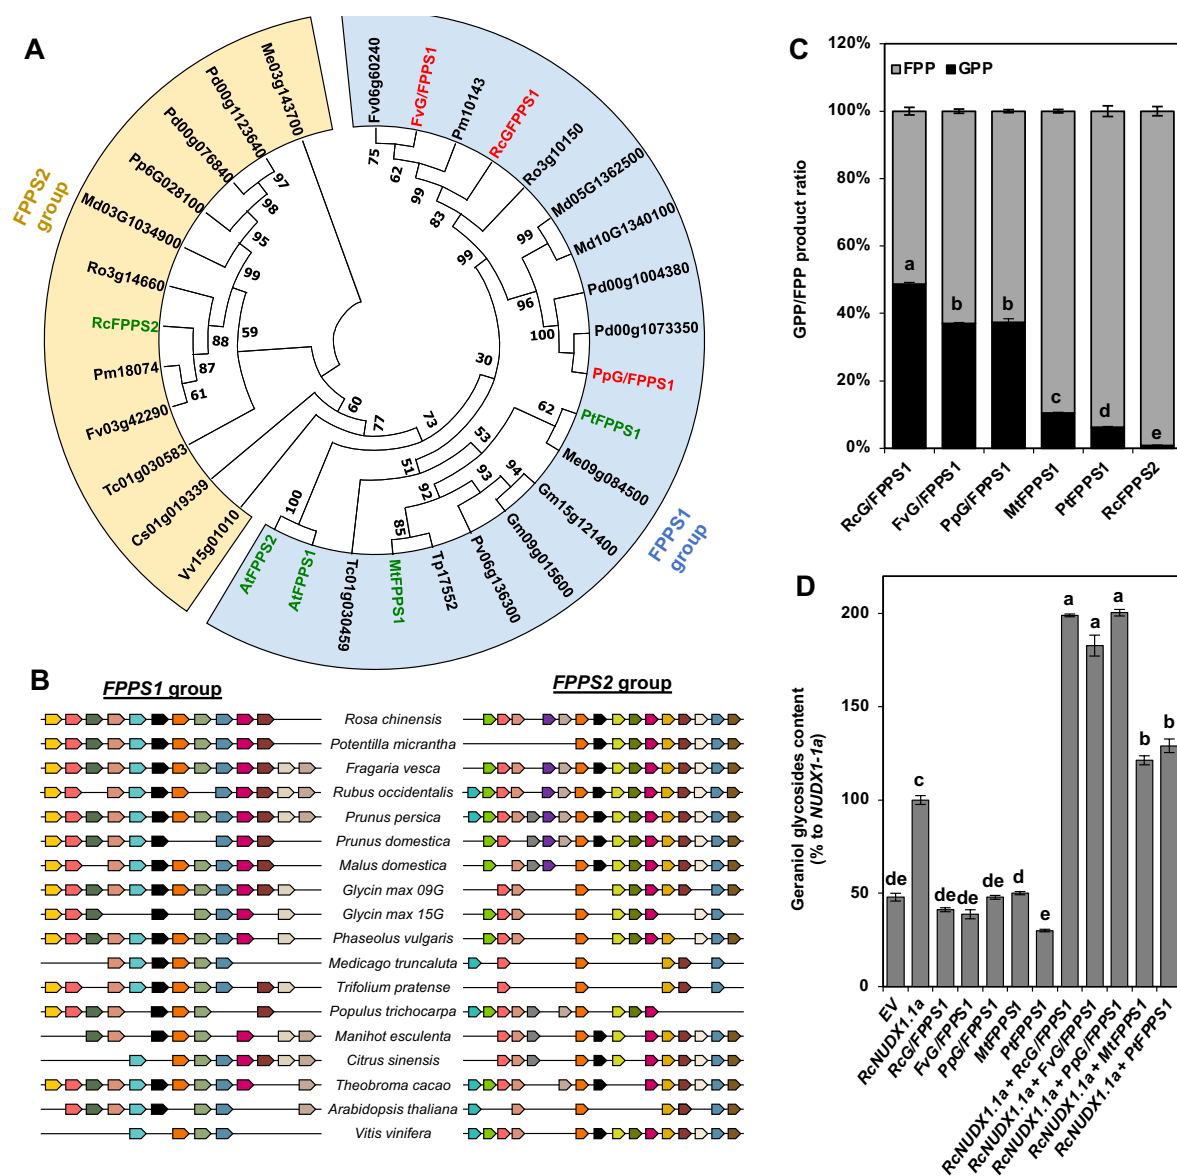 A
FPPS2
group
Me03g143700
Pd00g1123640
Pd00g076840
Pp6G028100
Md03G1034900
Ro3g14660
RcFPPS2
Pm18074
Fv03g42290
Tc01g030583
Cs01g019339
Vv15g01010
97
98
95
99
59
88
87
61
60
77
73
FPPS1
group
Fv06g60240
FvG/FPPS1
Pm10143
RcGFPPS1
Ro3g10150
Md05G1362500
Md10G1340100
Pd00g1004380
Pd00g1073350
PpG/FPPS1
PtFPPS1
Me09g084500
Gm15g121400
Gm09g015600
Pv06g136300
Tp17552
MtFPPS1
Tc01g030459
AtFPPS1
AtFPPS2
75
62
99
83
99
99
96
100
30
62
53
51
94
93
92
85
100
B
FPPS1 group
FPPS2 group
Rosa chinensis
Potentilla micrantha
Fragaria vesca
Rubus occidentalis
Prunus persica
Prunus domestica
Malus domestica
Glycin max 09G
Glycin max 15G
Phaseolus vulgaris
Medicago truncaluta
Trifolium pratense
Populus trichocarpa
Manihot esculenta
Citrus sinensis
Theobroma cacao
Arabidopsis thaliana
Vitis vinifera
C
GPP/FPP product ratio
120%
100%
80%
60%
40%
20%
0%
FPP GPP
a
b
b
c
d
e
RcG/FPPS1
FvG/FPPS1
PpG/FPPS1
MtFPPS1
PtFPPS1
RcFPPS2
D
Geraniol glycosides content
(% to NUDX1-1a)
200
150
100
50
0
de
c
de
de
de
d
e
a
a
a
b
b
EV
RcNUDX1.1a
RcG/FPPS1
FvG/FPPS1
PpG/FPPS1
MtFPPS1
PtFPPS1
RcNUDX1.1a + RcG/FPPS1
RcNUDX1.1a + FvG/FPPS1
RcNUDX1.1a + PpG/FPPS1
RcNUDX1.1a + MtFPPS1
RcNUDX1.1a+ PtFPPS1